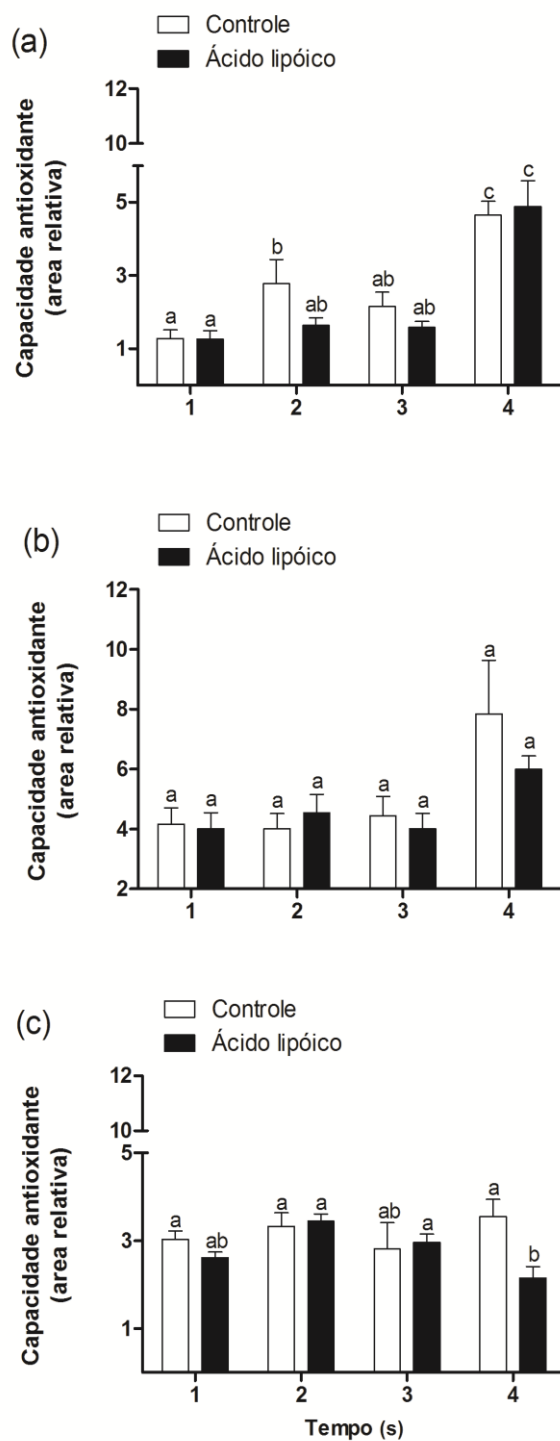 (a)
Controle
Ácido lipóico
Capacidade antioxidante
(area relativa)
12
10
5
3
1
a
a
b
ab
ab
ab
c
c
1
2
3
4
(b)
Controle
Ácido lipóico
Capacidade antioxidante
(area relativa)
12
10
8
6
4
2
a
a
a
a
a
a
a
a
1
2
3
4
(c)
Controle
Ácido lipóico
Capacidade antioxidante
(area relativa)
12
10
5
3
1
a
ab
a
a
ab
a
a
b
1
2
3
4
Tempo (s)